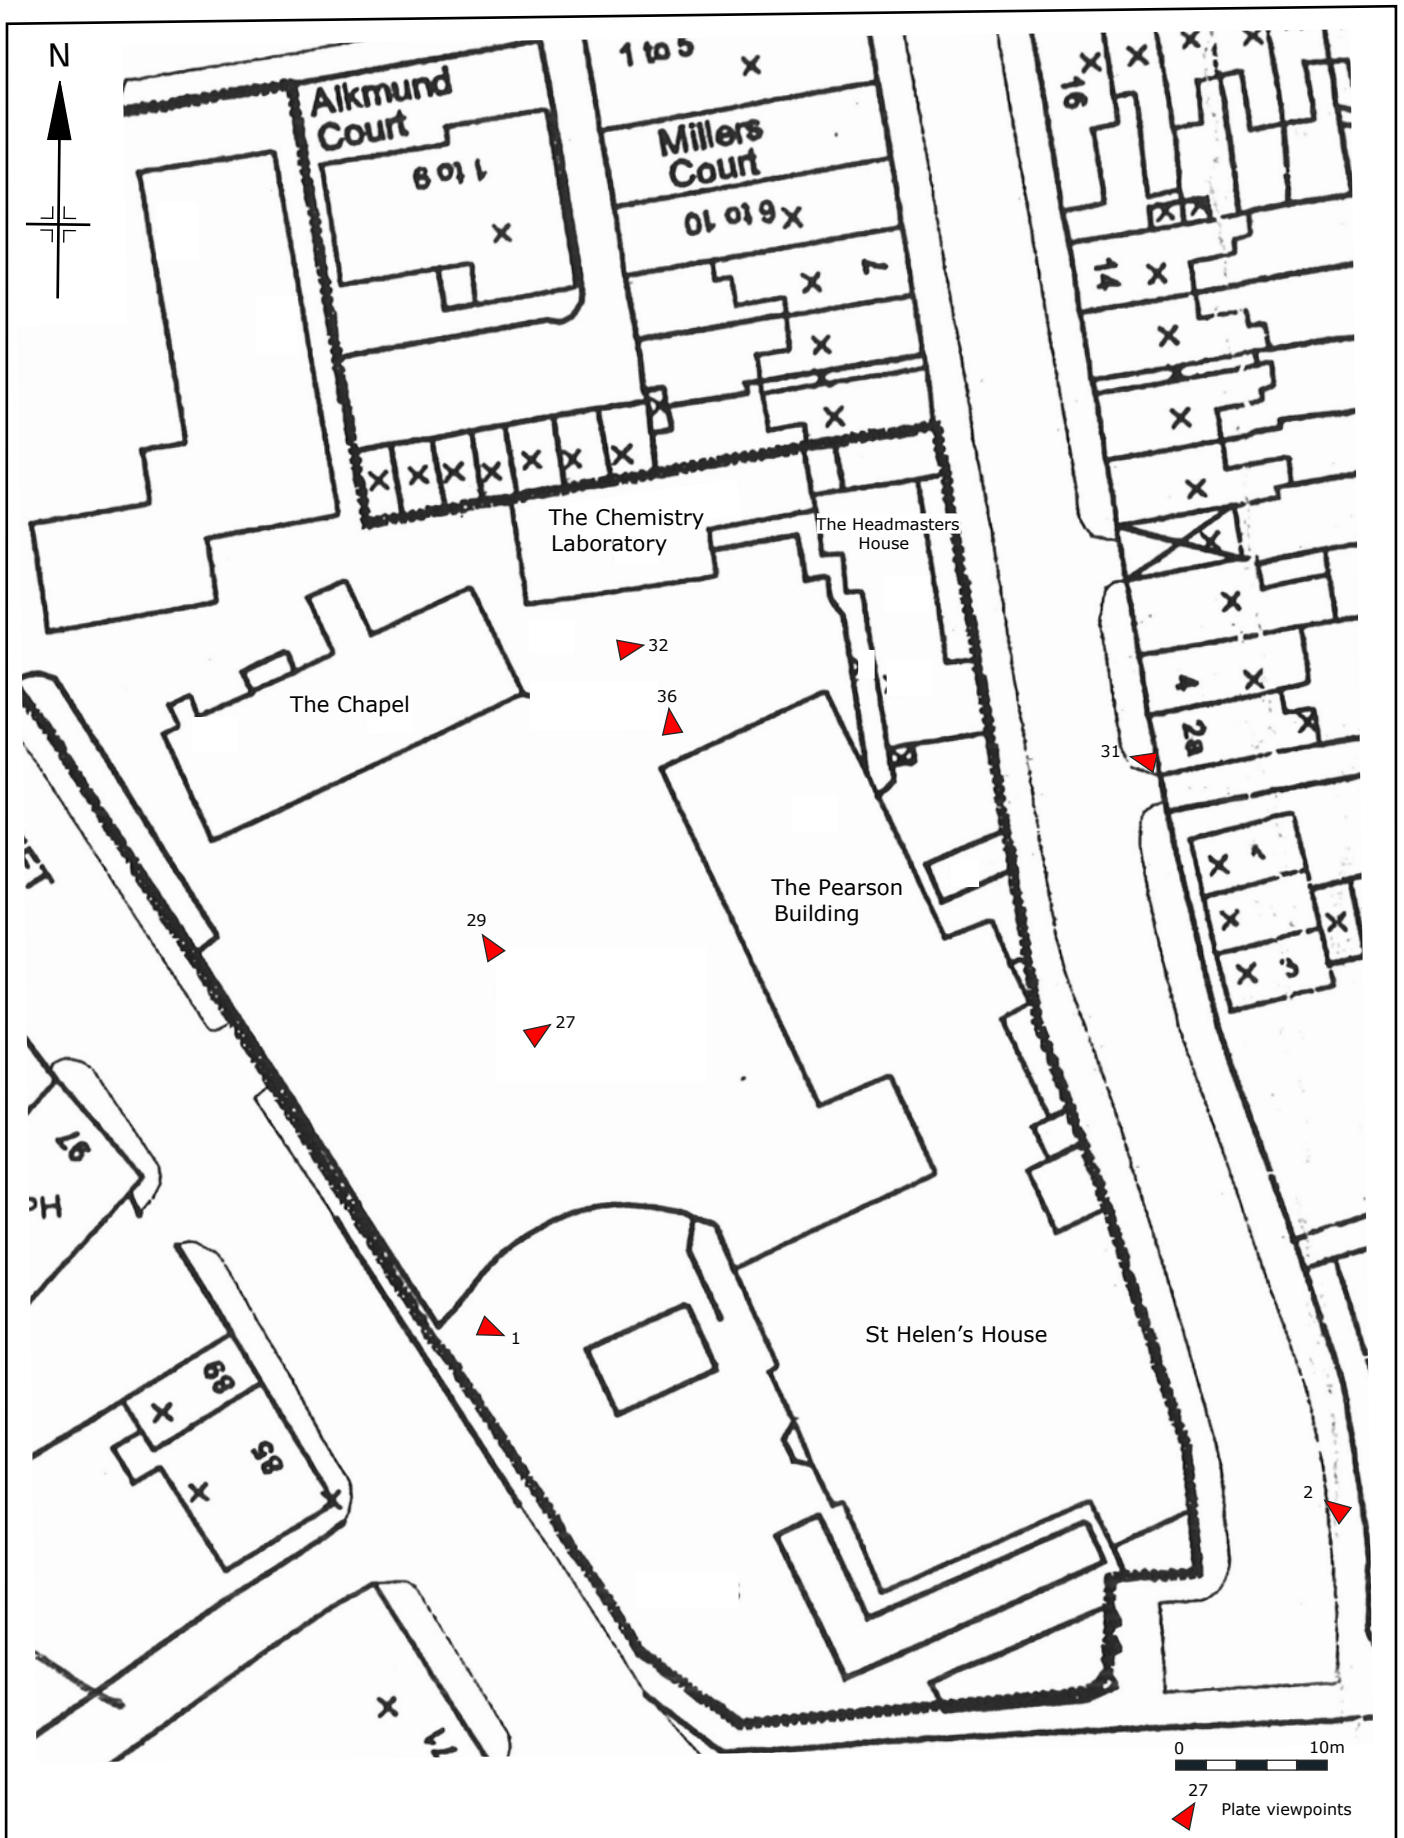 N
1 to 5
Alkmund
Court
1 to 9
Millers
Court
6 to 10
7
16
14
The Chemistry
Laboratory
The Headmasters
House
32
The Chapel
36
4
2a
31
1
The Pearson
Building
29
3
27
97
St Helen's House
1
89
85
2
71
0 10m
27
Plate viewpoints